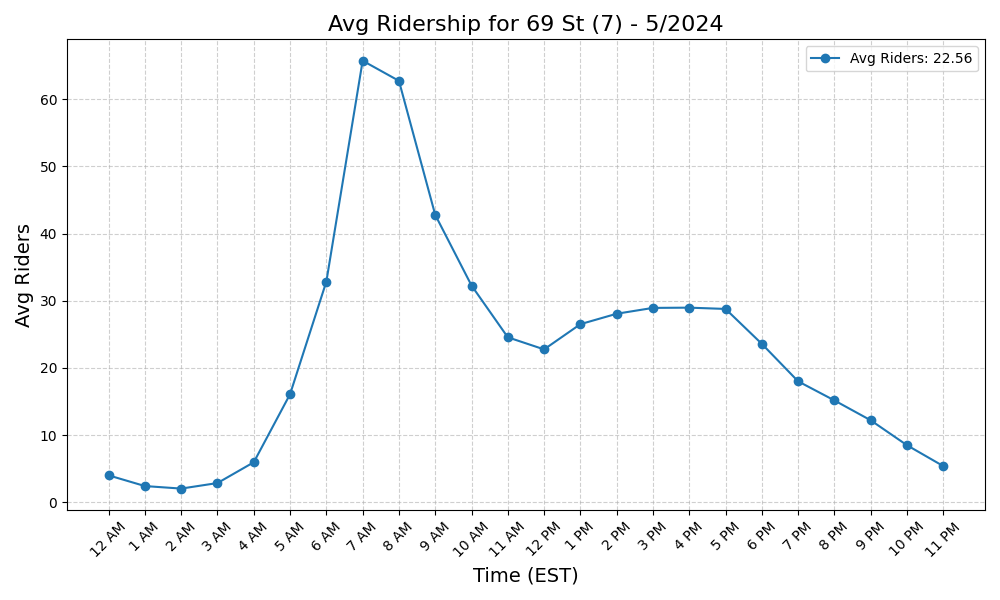 Avg Ridership for 69 St (7) - 5/2024
Avg Riders: 22.56
Avg Riders
60
50
40
30
20
10
0
12 AM
1 AM
2 AM
3 AM
4 AM
5 AM
6 AM
7 AM
8 AM
9 AM
10 AM
11 AM
12 PM
1 PM
2 PM
3 PM
4 PM
5 PM
6 PM
7 PM
8 PM
9 PM
10 PM
11 PM
Time (EST)